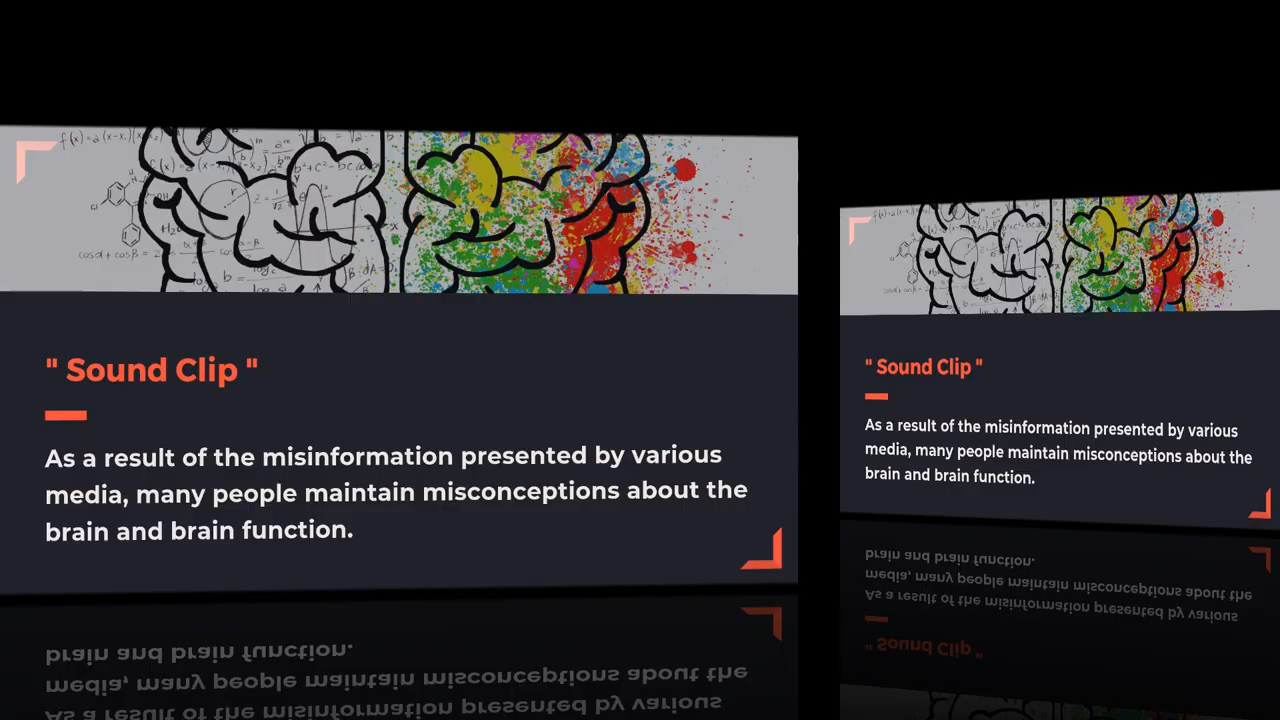 " Sound Clip "
As a result of the misinformation presented by various
media, many people maintain misconceptions about the
brain and brain function.
" Sound Clip "
As a result of the misinformation presented by various
media, many people maintain misconceptions about the
brain and brain function.